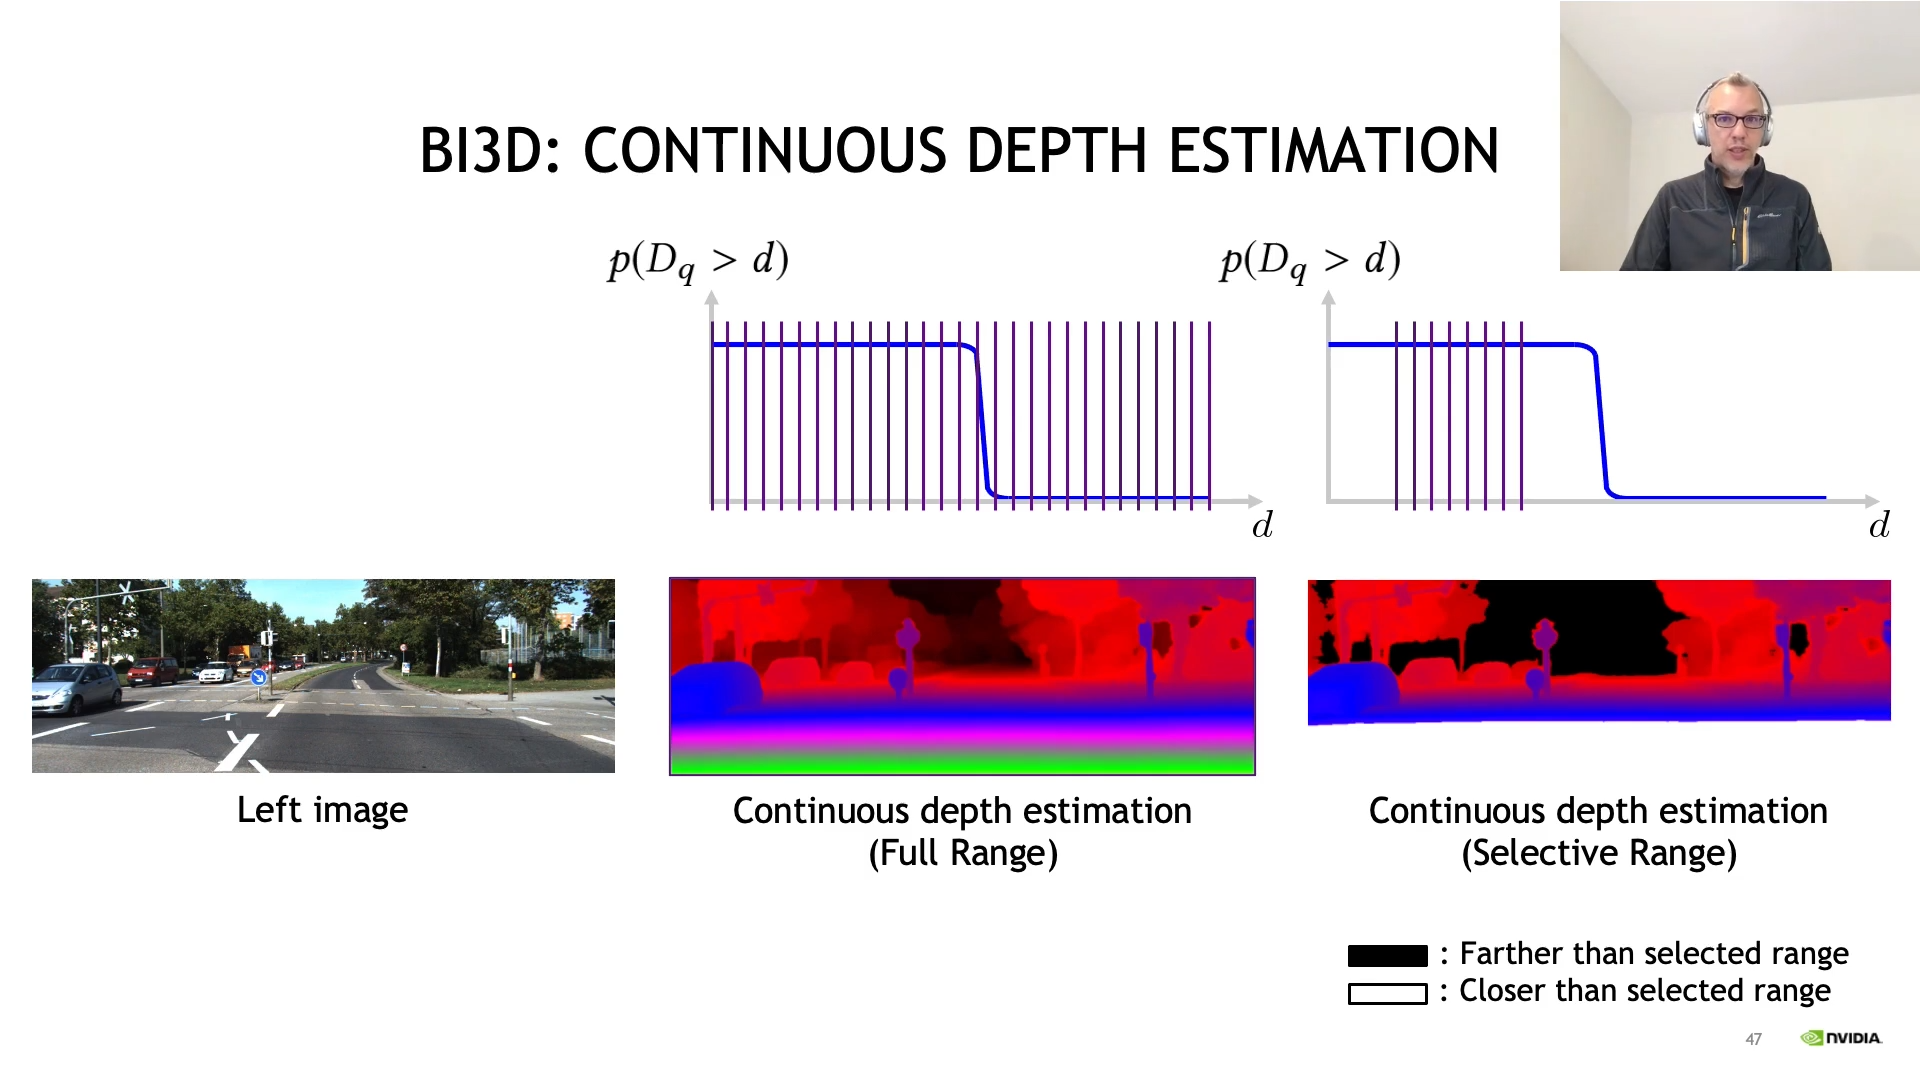 BI3D: CONTINUOUS DEPTH ESTIMATION
p(D_q > d)
p(D_q > d)
d
d
Left image
Continuous depth estimation
(Full Range)
Continuous depth estimation
(Selective Range)
: Farther than selected range
: Closer than selected range
47
NVIDIA